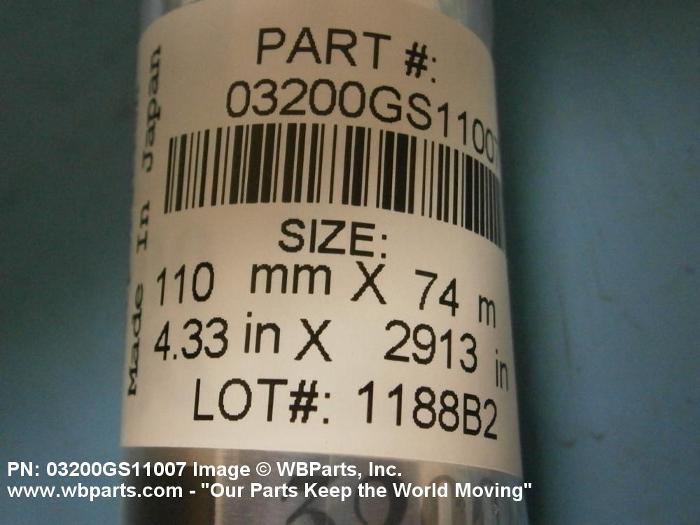 PART #:
03200GS11007
SIZE:
110 mm X 74 m
4.33 in X 2913 in
LOT#: 1188B2
Made In Japan
PN: 03200GS11007 Image © WBParts, Inc.
www.wbparts.com - "Our Parts Keep the World Moving"